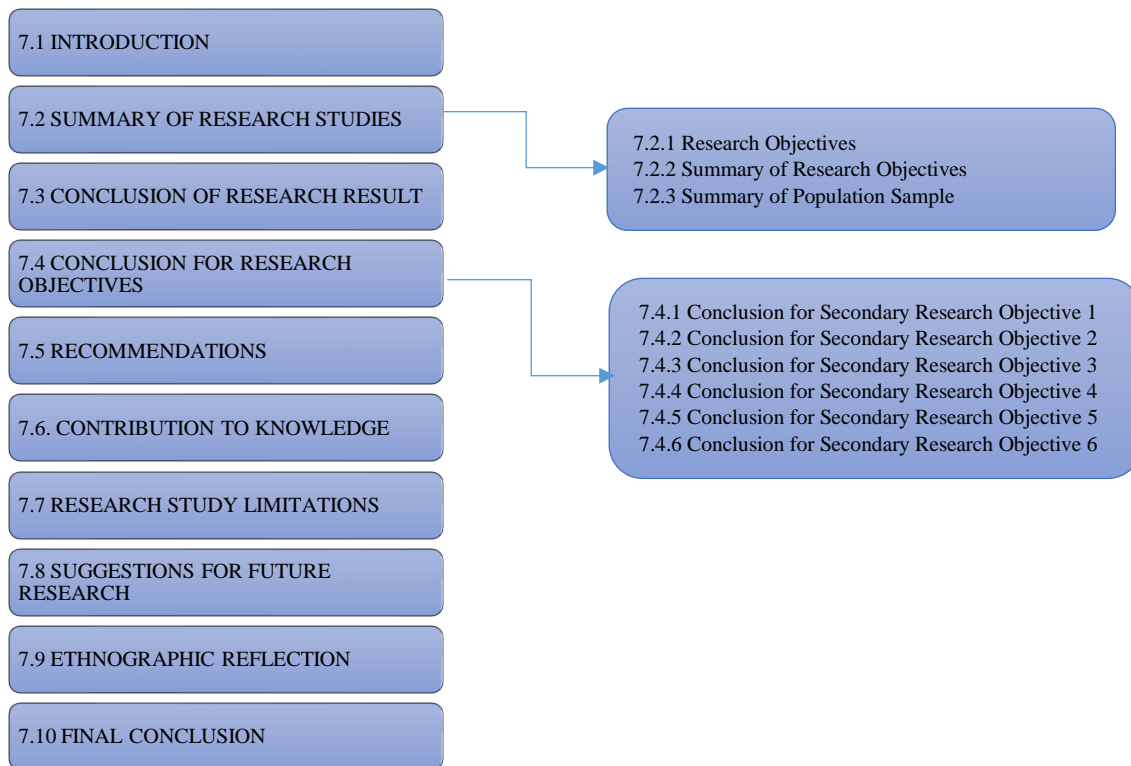 7.1 INTRODUCTION
7.2 SUMMARY OF RESEARCH STUDIES
7.2.1 Research Objectives
7.2.2 Summary of Research Objectives
7.2.3 Summary of Population Sample
7.3 CONCLUSION OF RESEARCH RESULT
7.4 CONCLUSION FOR RESEARCH
OBJECTIVES
7.4.1 Conclusion for Secondary Research Objective 1
7.4.2 Conclusion for Secondary Research Objective 2
7.4.3 Conclusion for Secondary Research Objective 3
7.4.4 Conclusion for Secondary Research Objective 4
7.4.5 Conclusion for Secondary Research Objective 5
7.4.6 Conclusion for Secondary Research Objective 6
7.5 RECOMMENDATIONS
7.6. CONTRIBUTION TO KNOWLEDGE
7.7 RESEARCH STUDY LIMITATIONS
7.8 SUGGESTIONS FOR FUTURE
RESEARCH
7.9 ETHNOGRAPHIC REFLECTION
7.10 FINAL CONCLUSION